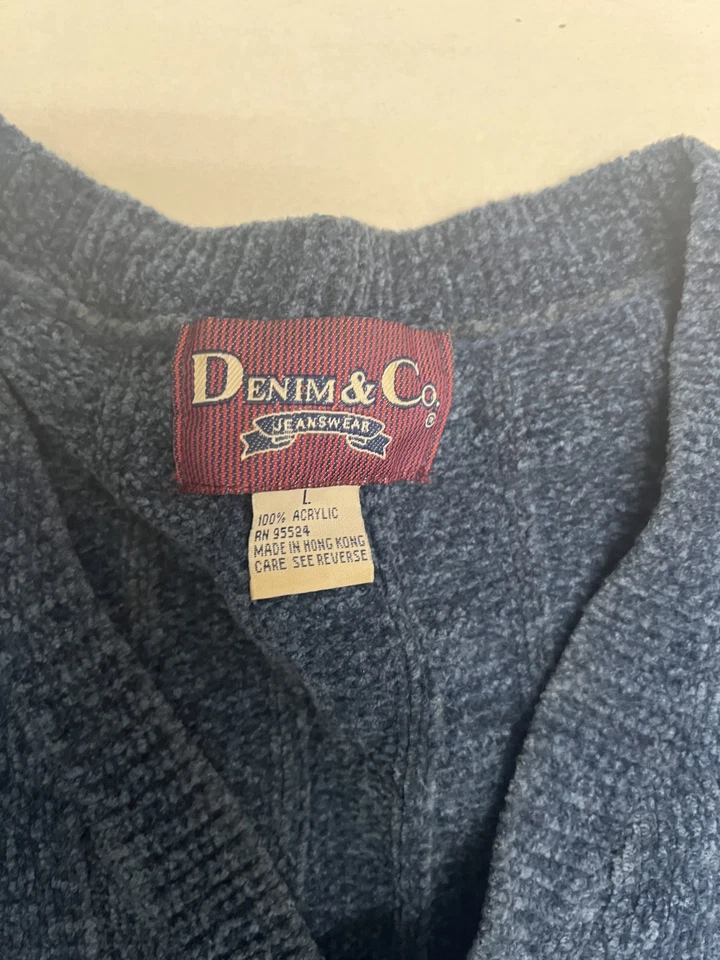 DENIM & CO.®
JEANSWEAR
L
100% ACRYLIC
RN 95524
MADE IN HONG KONG
CARE SEE REVERSE